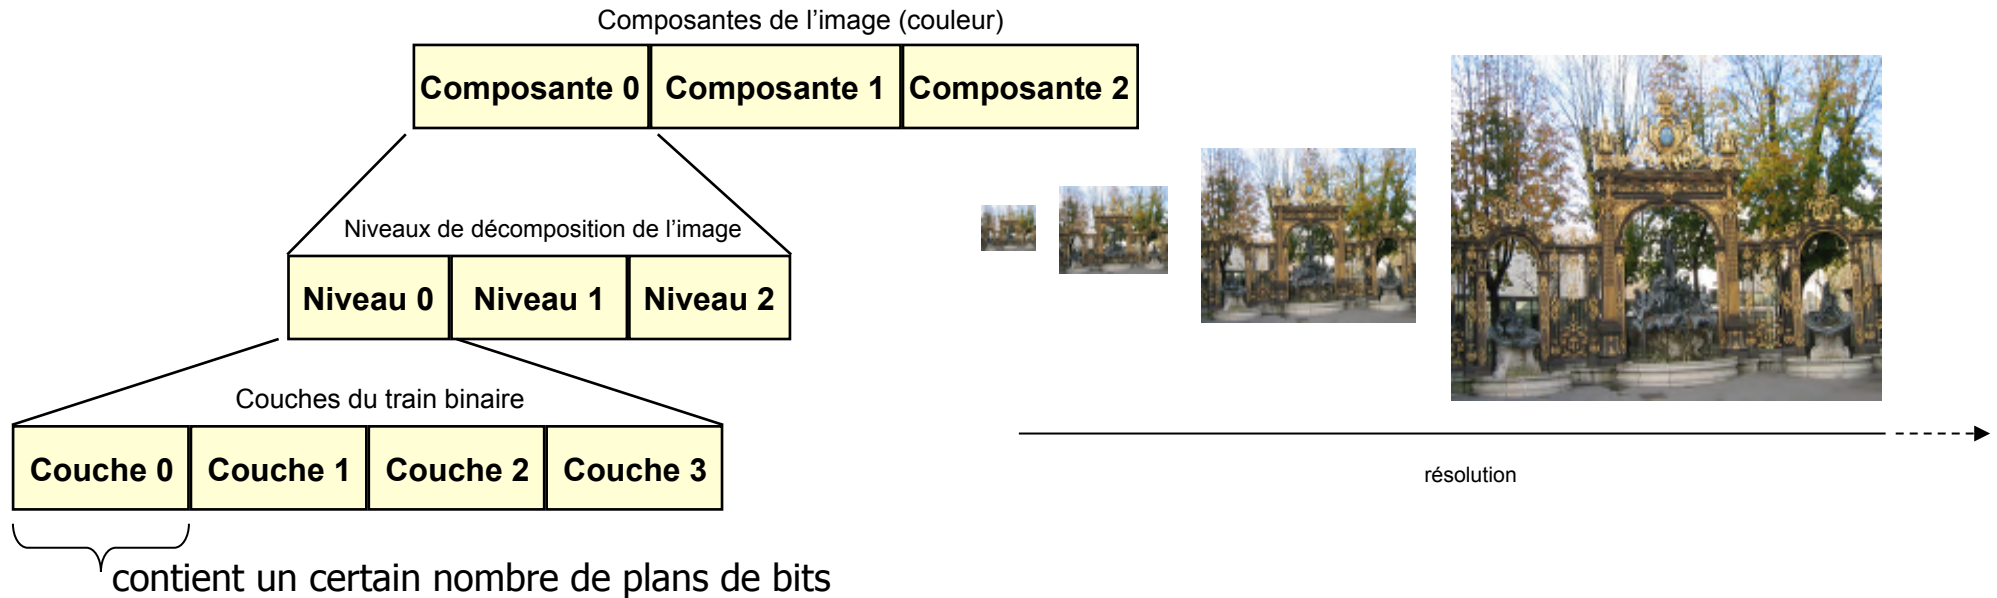 Composantes de l’image (couleur)
Composante 0 Composante 1 Composante 2
Niveaux de décomposition de l’image
Niveau 0 Niveau 1 Niveau 2
Couches du train binaire
Couche 0 Couche 1 Couche 2 Couche 3
contient un certain nombre de plans de bits
résolution